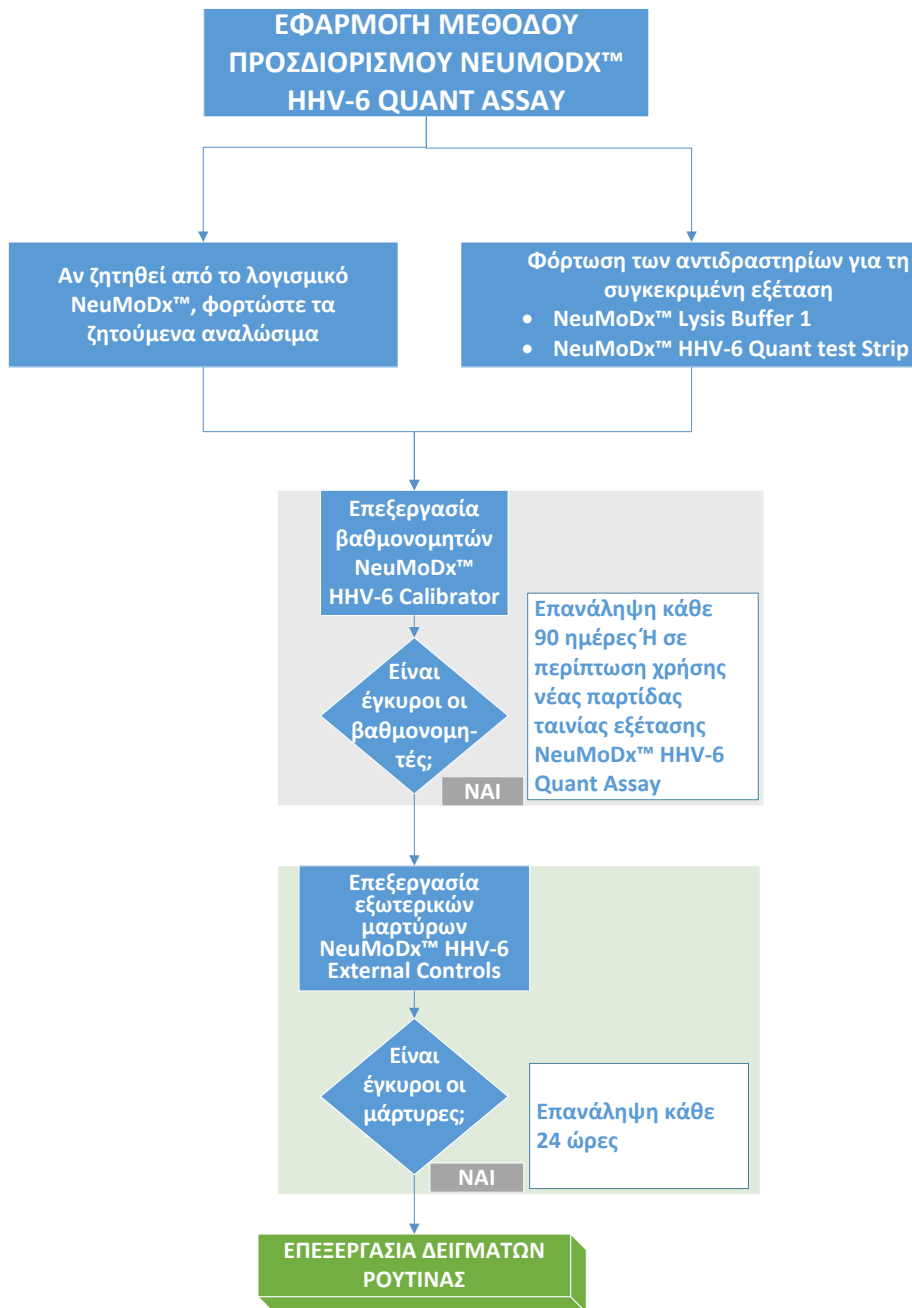 ΕΦΑΡΜΟΓΗ ΜΕΘΟΔΟΥ
ΠΡΟΣΔΙΟΡΙΣΜΟΥ NEUMODX™
HHV-6 QUANT ASSAY
Αν ζητηθεί από το λογισμικό
NeuMoDx™, φορτώστε τα
ζητούμενα αναλώσιμα
Φόρτωση των αντιδραστηρίων για τη
συγκεκριμένη εξέταση
• NeuMoDx™ Lysis Buffer 1
• NeuMoDx™ HHV-6 Quant test Strip
Επεξεργασία
βαθμονομητών
NeuMoDx™
HHV-6 Calibrator
Είναι
έγκυροι οι
βαθμονομη-
τές;
ΝΑΙ
Επανάληψη κάθε
90 ημέρες Ή σε
περίπτωση χρήσης
νέας παρτίδας
ταινίας εξέτασης
NeuMoDx™ HHV-6
Quant Assay
Επεξεργασία
εξωτερικών
μαρτύρων
NeuMoDx™ HHV-6
External Controls
Είναι
έγκυροι οι
μάρτυρες;
ΝΑΙ
Επανάληψη κάθε
24 ώρες
ΕΠΕΞΕΡΓΑΣΙΑ ΔΕΙΓΜΑΤΩΝ
ΡΟΥΤΙΝΑΣ